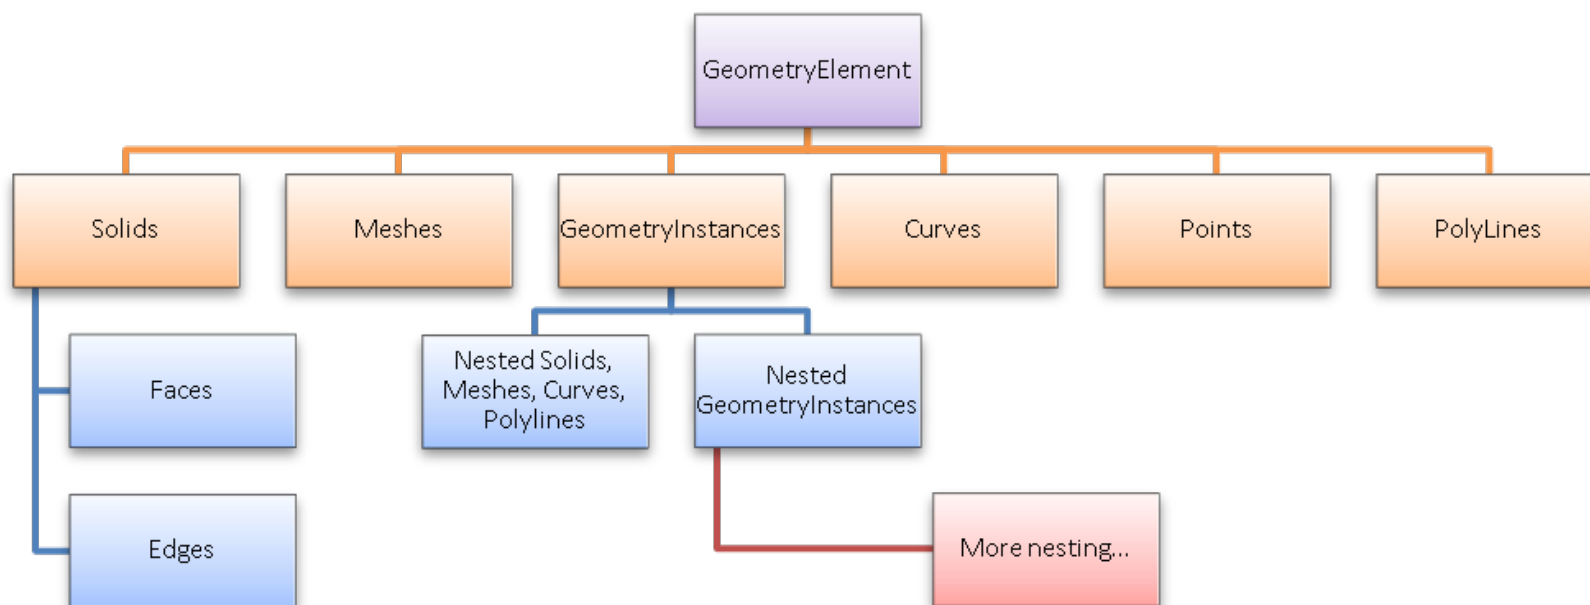 GeometryElement
Solids
Meshes
GeometryInstances
Curves
Points
PolyLines
Faces
Nested Solids,
Meshes, Curves,
Polylines
Nested
GeometryInstances
Edges
More nesting...